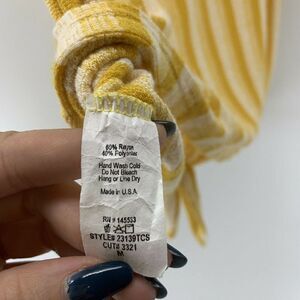 60% Rayon
40% Polyester
Hand Wash Cold
Do Not Bleach
Hang or Line Dry
Made in U.S.A
RN # 145553
STYLE# 23139TCS
CUT# 3321
M